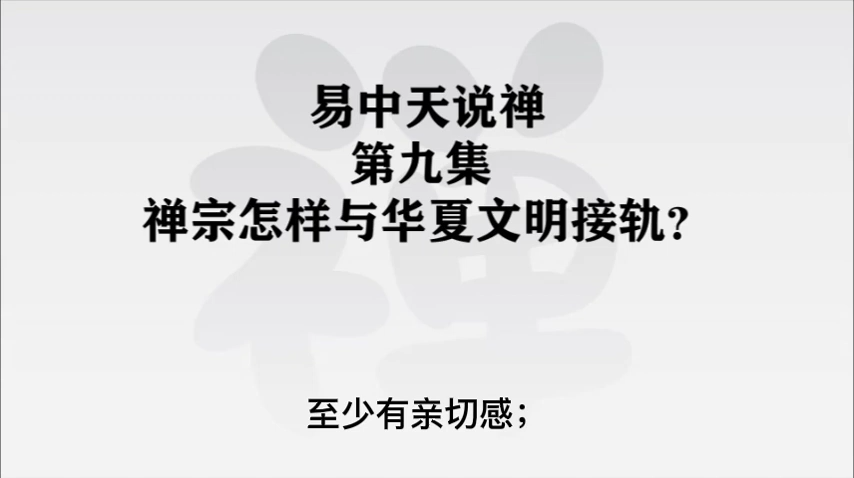 易中天说禅
第九集
禅宗怎样与华夏文明接轨?
至少有亲切感；
禅